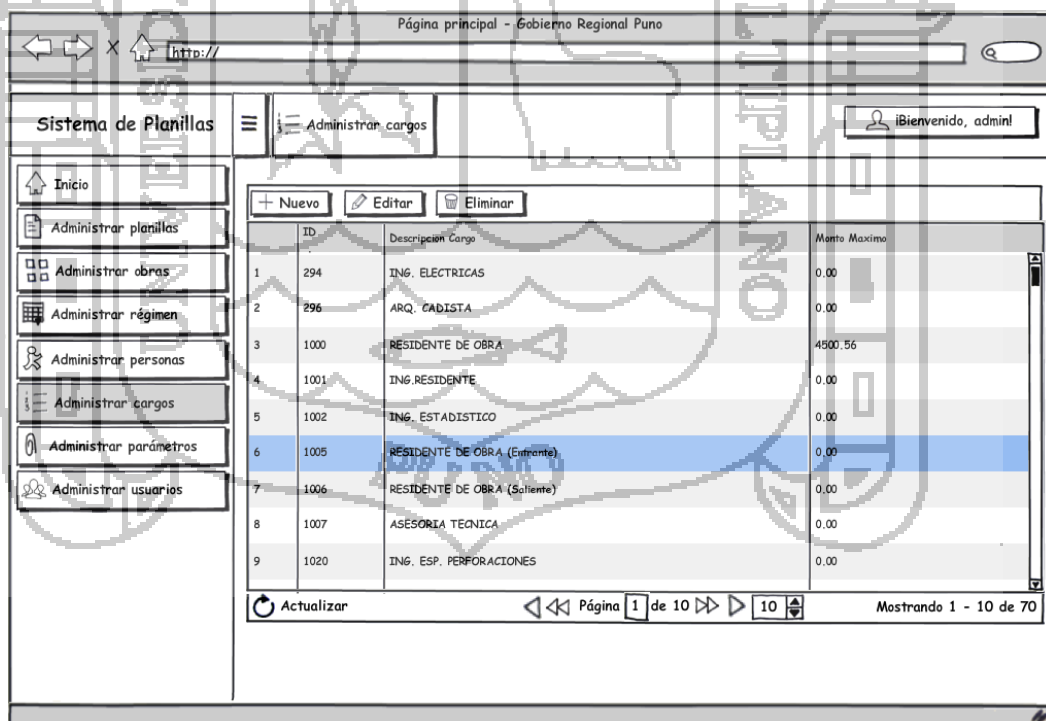 Página principal - Gobierno Regional Puno
http://
Sistema de Planillas
Administrar cargos
¡Bienvenido, admin!
Inicio
Administrar planillas
Administrar obras
Administrar régimen
Administrar personas
Administrar cargos
Administrar parámetros
Administrar usuarios
Nuevo Editar Eliminar
ID Descripcion Cargo Monto Maximo
1 294 ING. ELECTRICAS 0.00
2 296 ARQ. CADISTA 0.00
3 1000 RESIDENTE DE OBRA 4500.56
4 1001 ING.RESIDENTE 0.00
5 1002 ING. ESTADISTICO 0.00
6 1005 RESIDENTE DE OBRA (Entrante) 0.00
7 1006 RESIDENTE DE OBRA (Saliente) 0.00
8 1007 ASESORIA TECNICA 0.00
9 1020 ING. ESP. PERFORACIONES 0.00
Actualizar Página 1 de 10 10 Mostrando 1 - 10 de 70
PUNO